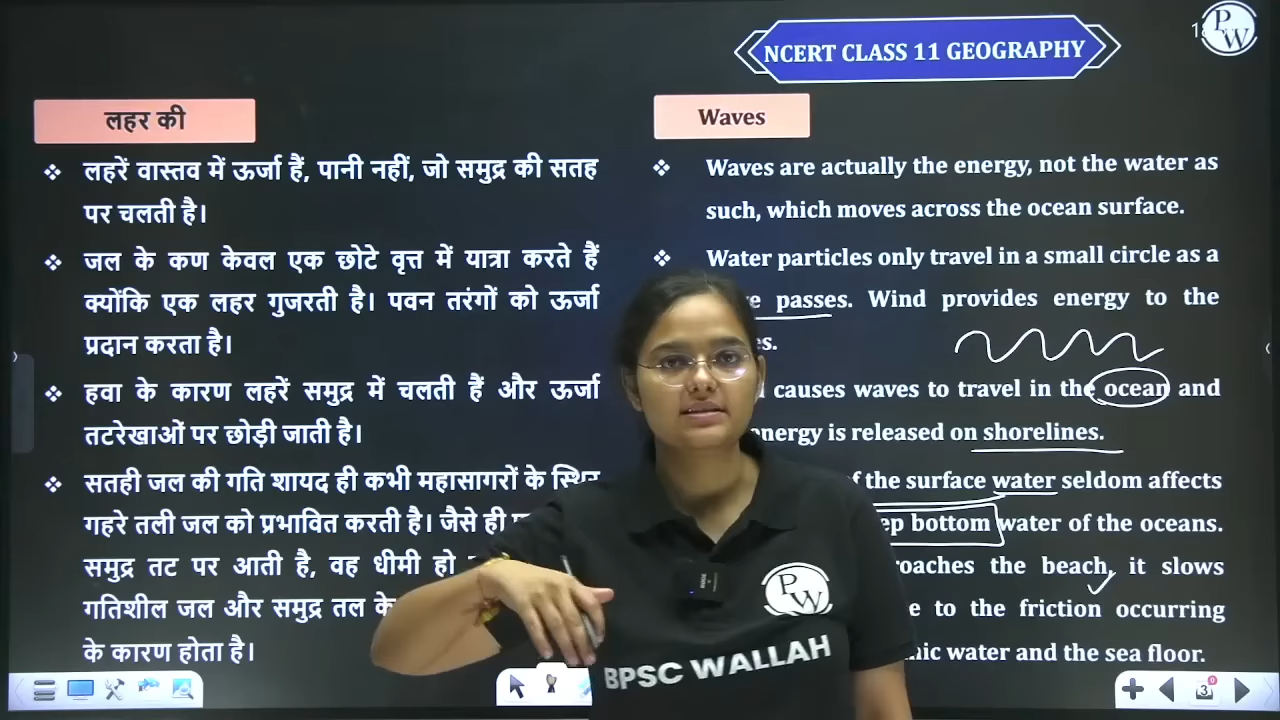 NCERT CLASS 11 GEOGRAPHY
PW
लहर की
लहरें वास्तव में ऊर्जा हैं, पानी नहीं, जो समुद्र की सतह
पर चलती है।
जल के कण केवल एक छोटे वृत्त में यात्रा करते हैं
क्योंकि एक लहर गुजरती है। पवन तरंगों को ऊर्जा
प्रदान करता है।
हवा के कारण लहरें समुद्र में चलती हैं और ऊर्जा
तटरेखाओं पर छोड़ी जाती है।
सतही जल की गति शायद ही कभी महासागरों के स्थिर
गहरे तली जल को प्रभावित करती है। जैसे ही
समुद्र तट पर आती है, वह धीमी हो
गतिशील जल और समुद्र तल के
के कारण होता है।
Waves
Waves are actually the energy, not the water as
such, which moves across the ocean surface.
Water particles only travel in a small circle as a
passes. Wind provides energy to the
causes waves to travel in the ocean and
energy is released on shorelines.
of the surface water seldom affects
bottom water of the oceans.
the beach, it slows
to the friction occurring
water and the sea floor.
3
0
PW
BPSC WALLAH